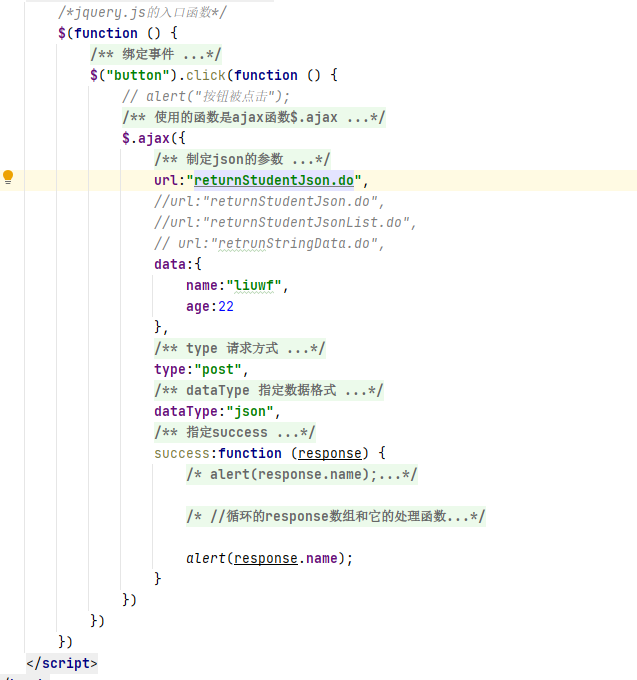 /*jquery.js的入口函数*/
$(function () {
/** 绑定事件 ...*/
$("button").click(function () {
// alert("按钮被点击");
/** 使用的函数是ajax函数$.ajax ...*/
$.ajax({
/** 制定json的参数 ...*/
url:"returnStudentJson.do",
//url:"returnStudentJson.do",
//url:"returnStudentJsonList.do",
// url:"retrunStringData.do",
data:{
name:"liuwf",
age:22
},
/** type 请求方式 ...*/
type:"post",
/** dataType 指定数据格式 ...*/
dataType:"json",
/** 指定success ...*/
success:function (response) {
/* alert(response.name);...*/
/* //循环的response数组和它的处理函数...*/
alert(response.name);
}
})
})
})
</script>